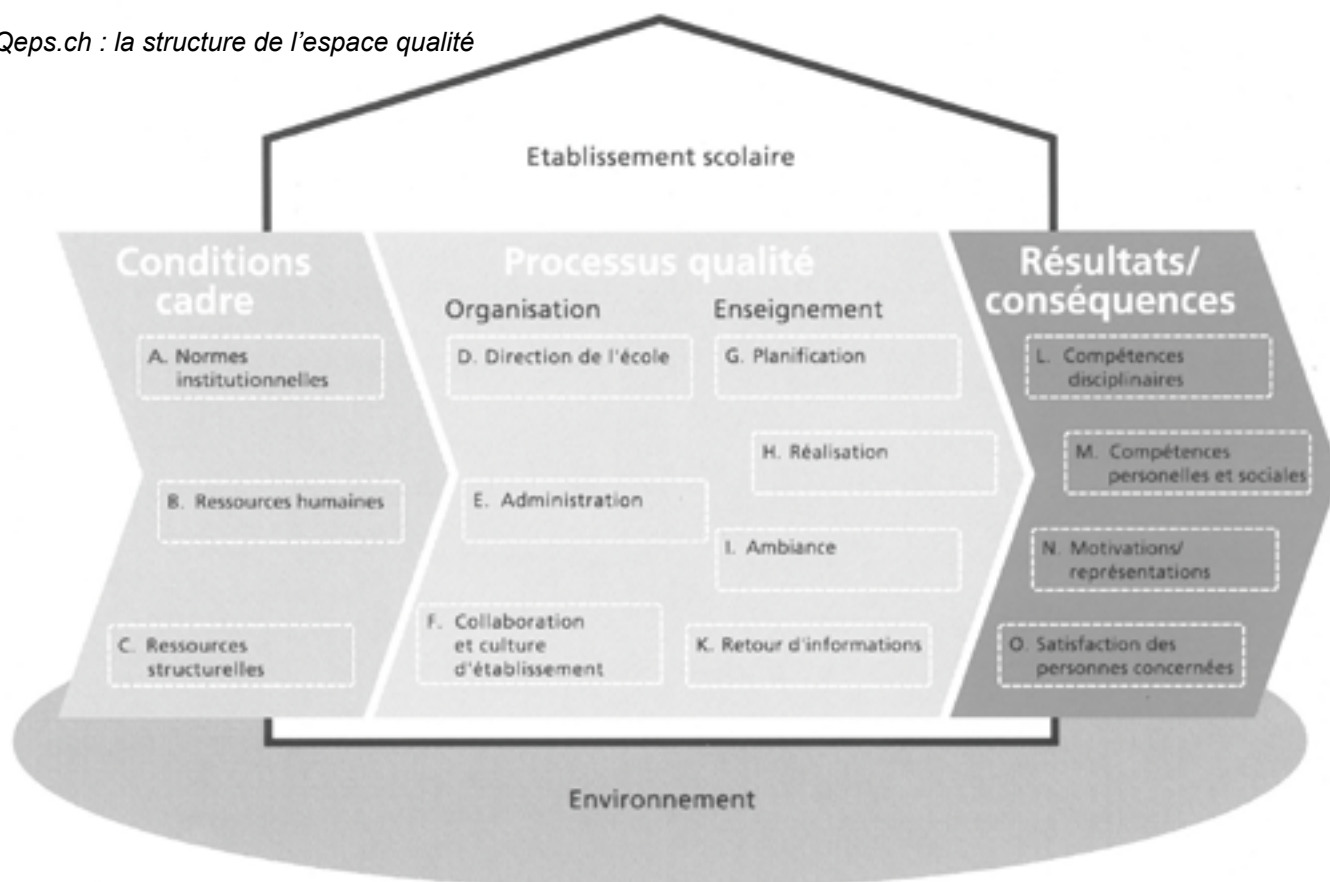 Qeps.ch : la structure de l'espace qualité
Etablissement scolaire
Conditions
cadre
A. Normes
institutionnelles
B. Ressources humaines
C. Ressources
structurelles
Processus qualité
Organisation
D. Direction de l'école
E. Administration
F. Collaboration
et culture
d'établissement
Enseignement
G. Planification
H. Réalisation
I. Ambiance
K. Retour d'informations
Résultats/
conséquences
L. Compétences
disciplinaires
M. Compétences
personelles et sociales
N. Motivations/
représentations
O. Satisfaction des
personnes concernées
Environnement